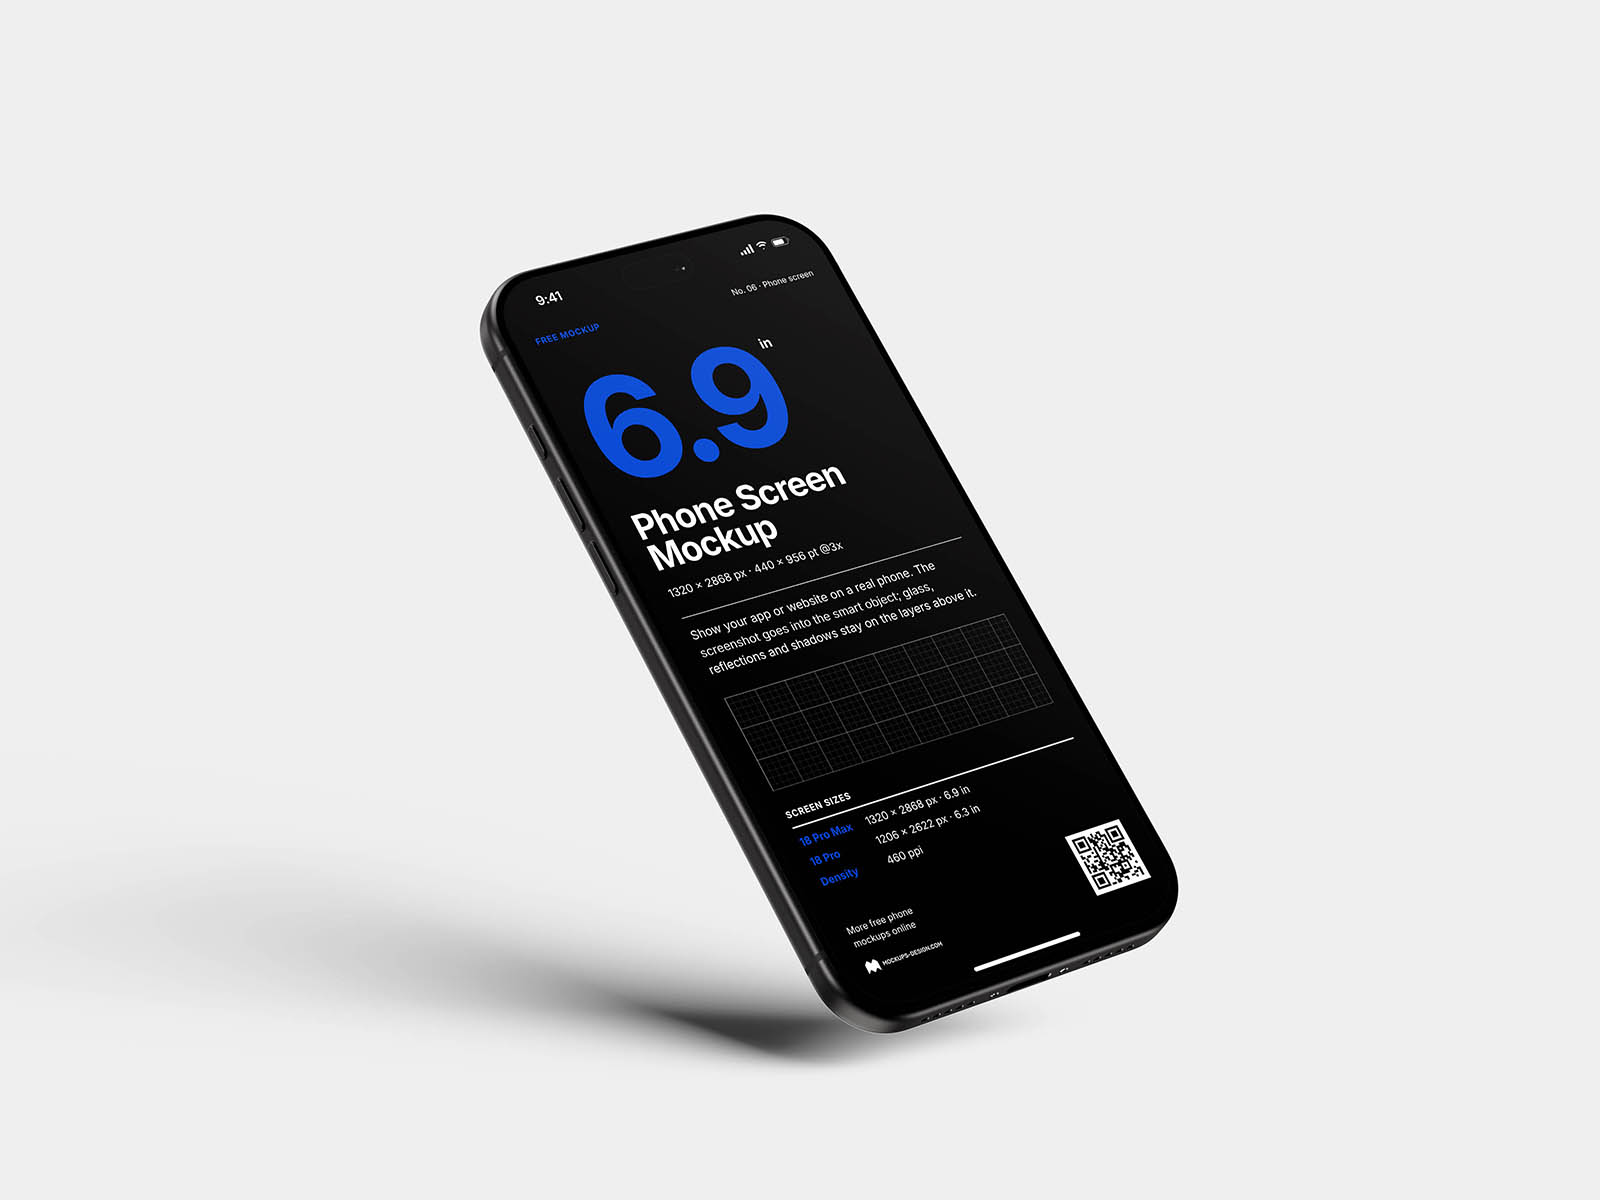 9:41
No. 06 · Phone screen
FREE MOCKUP
6.9 in
Phone Screen
Mockup
1320 × 2868 px · 440 × 956 pt @3x
Show your app or website on a real phone. The
screenshot goes into the smart object; glass,
reflections and shadows stay on the layers above it.
SCREEN SIZES
18 Pro Max 1320 × 2868 px · 6.9 in
18 Pro 1206 × 2622 px · 6.3 in
Density 460 ppi
More free phone
mockups online
MOCKUPS-DESIGN.COM